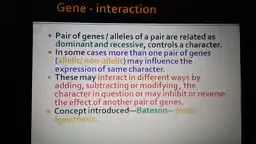 Gene - interaction
Pair of genes / alleles of a pair are related as
dominant and recessive, controls a character.
In some cases more than one pair of genes
(allelic/ non-allelic) may influence the
expression of same character.
These may interact in different ways by
adding, subtracting or modifying , the
character in question or may inhibit or reverse
the effect of another pair of genes.
Concept introduced—Bateson—
hypothesis.